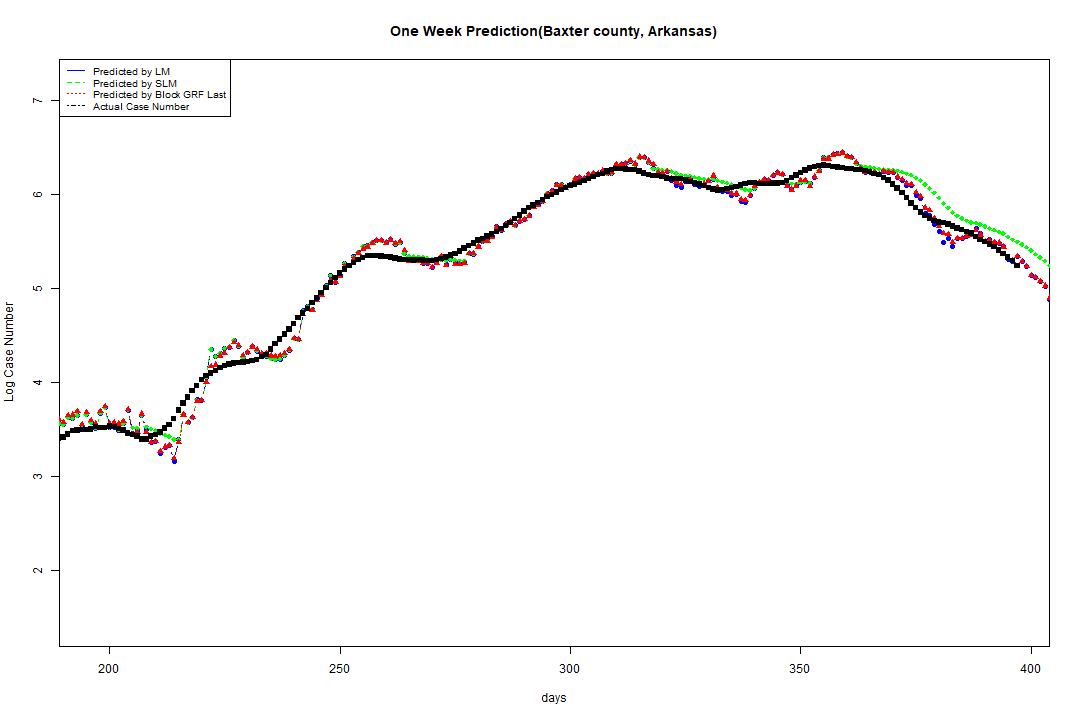 One Week Prediction(Baxter county, Arkansas)
Predicted by LM
Predicted by SLM
Predicted by Block GRF Last
Actual Case Number
7
6
5
4
3
2
Log Case Number
200 250 300 350 400
days